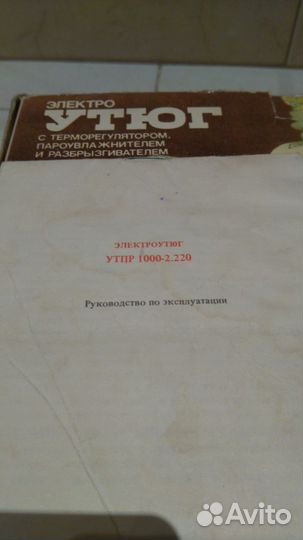 ЭЛЕКТРО
УТЮГ
С ТЕРМОРЕГУЛЯТОРОМ,
ПАРОУВЛАЖНИТЕЛЕМ
И РАЗБРЫЗГИВАТЕЛЕМ
ЭЛЕКТРОУТЮГ
УТПР 1000-2.220
Руководство по эксплуатации
Avito